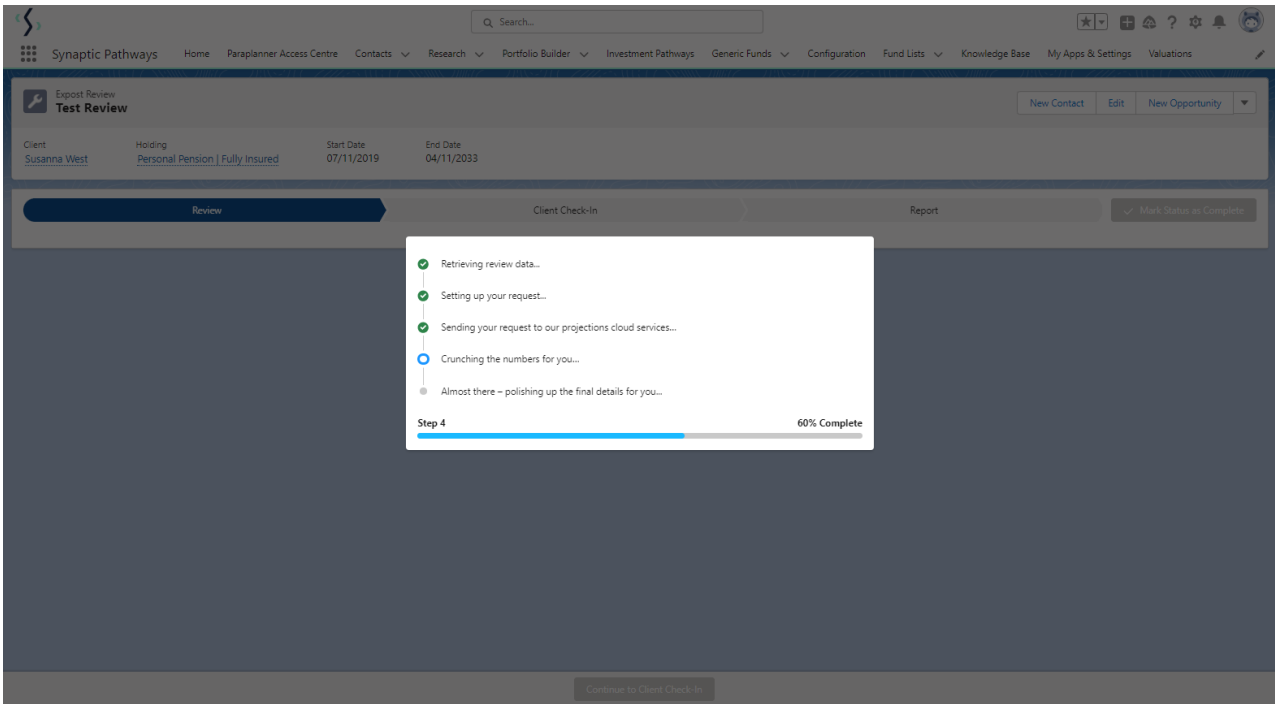 Search...
Synaptic Pathways Home Paraplanner Access Centre Contacts Research Portfolio Builder Investment Pathways Generic Funds Configuration Fund Lists Knowledge Base My Apps & Settings Valuations
Expost Review
Test Review
New Contact Edit New Opportunity
Client Holding Start Date End Date
Susanna West Personal Pension | Fully Insured 07/11/2019 04/11/2033
Review Client Check-In Report Mark Status as Complete
Retrieving review data...
Setting up your request...
Sending your request to our projections cloud services...
Crunching the numbers for you...
Almost there – polishing up the final details for you...
Step 4 60% Complete
Continue to Client Check-In